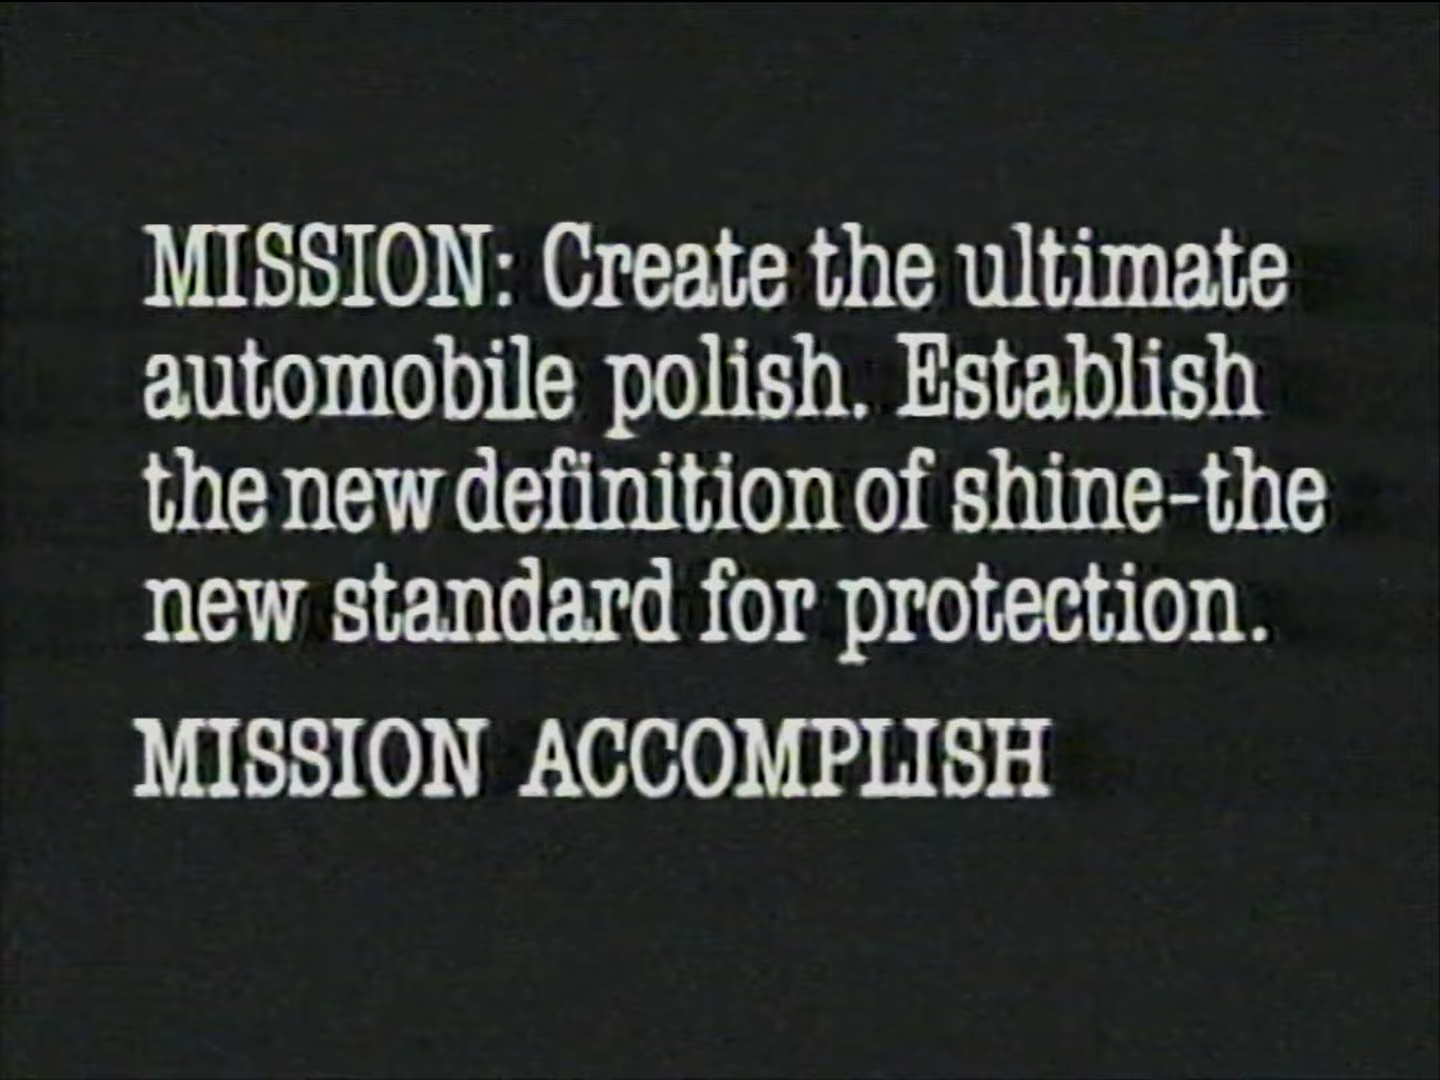 MISSION: Create the ultimate
automobile polish. Establish
the new definition of shine-the
new standard for protection.
MISSION ACCOMPLISH